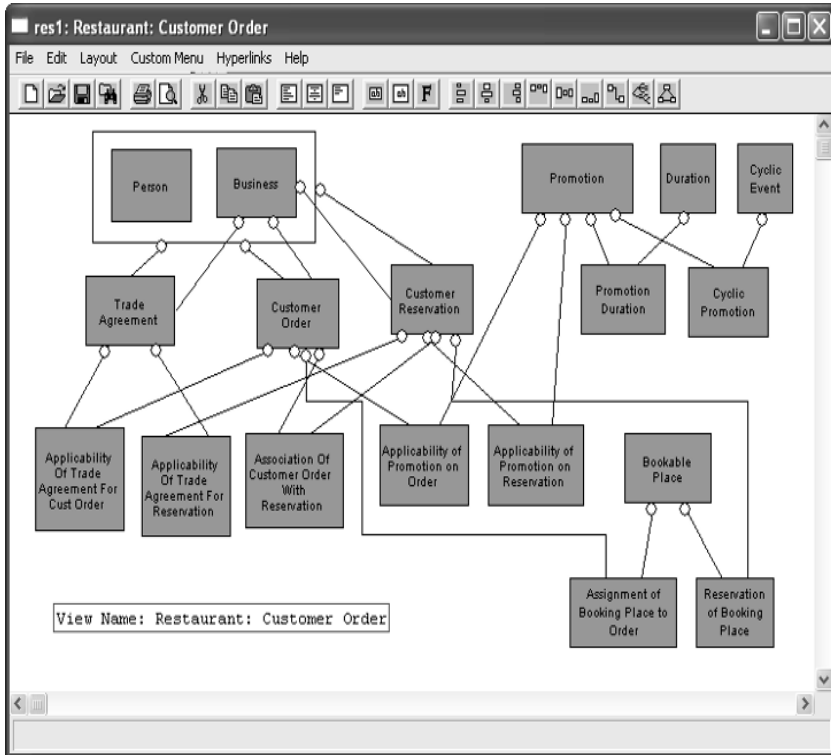 res1: Restaurant: Customer Order
File Edit Layout Custom Menu Hyperlinks Help
Person
Business
Promotion
Duration
Cyclic
Event
Trade
Agreement
Customer
Order
Customer
Reservation
Promotion
Duration
Cyclic
Promotion
Applicability
Of Trade
Agreement For
Cust Order
Applicability
Of Trade
Agreement For
Reservation
Association Of
Customer Order
With
Reservation
Applicability of
Promotion on
Order
Applicability of
Promotion on
Reservation
Bookable
Place
Assignment of
Booking Place to
Order
Reservation
of Booking
Place
View Name: Restaurant: Customer Order